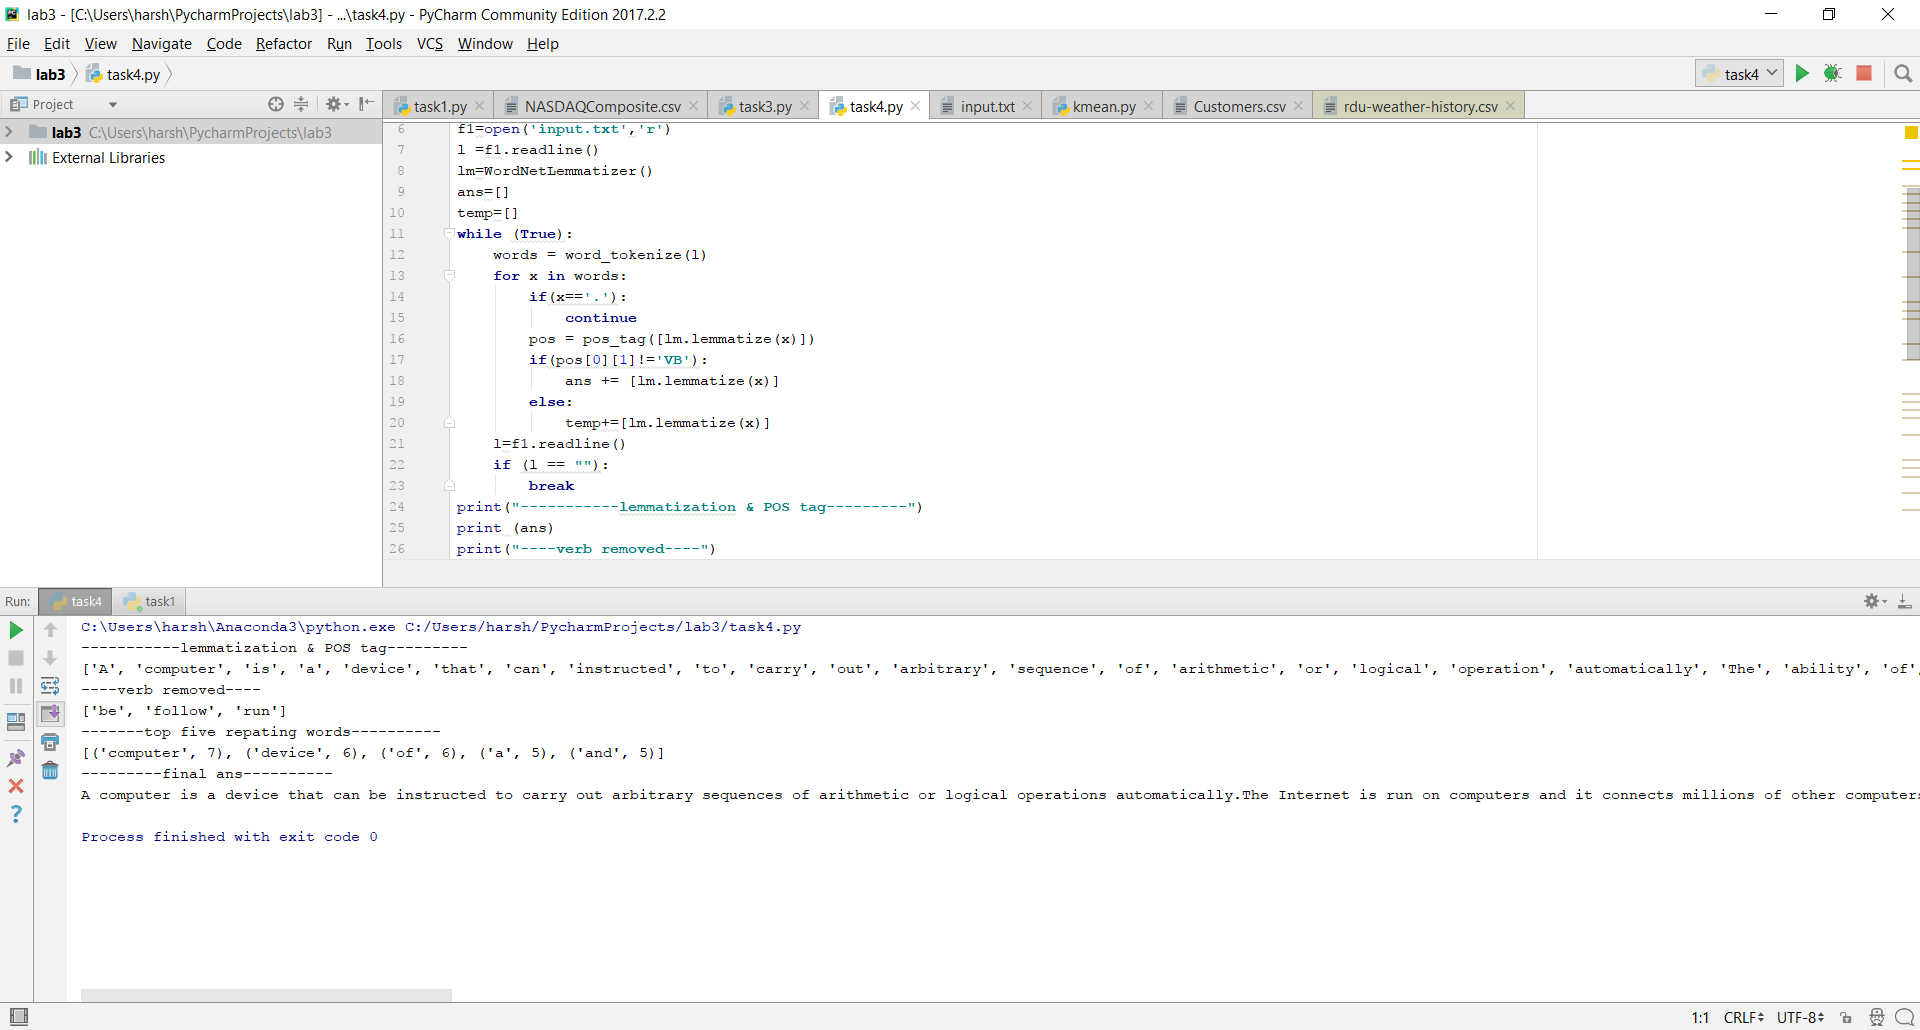 lab3 - [C:\Users\harsh\PycharmProjects\lab3] - ...\task4.py - PyCharm Community Edition 2017.2.2
File Edit View Navigate Code Refactor Run Tools VCS Window Help
lab3 task4.py task4
Project task1.py NASDAQComposite.csv task3.py task4.py input.txt kmean.py Customers.csv rdu-weather-history.csv
lab3 C:\Users\harsh\PycharmProjects\lab3
External Libraries
6 f1=open('input.txt','r')
7 l =f1.readline()
8 lm=WordNetLemmatizer()
9 ans=[]
10 temp=[]
11 while (True):
12 words = word_tokenize(l)
13 for x in words:
14 if(x=='.'):
15 continue
16 pos = pos_tag([lm.lemmatize(x)])
17 if(pos[0][1]!='VB'):
18 ans += [lm.lemmatize(x)]
19 else:
20 temp+=[lm.lemmatize(x)]
21 l=f1.readline()
22 if (l == ""):
23 break
24 print("-----------lemmatization & POS tag---------")
25 print (ans)
26 print("----verb removed----")
Run: task4 task1
C:\Users\harsh\Anaconda3\python.exe C:/Users/harsh/PycharmProjects/lab3/task4.py
-----------lemmatization & POS tag---------
['A', 'computer', 'is', 'a', 'device', 'that', 'can', 'instructed', 'to', 'carry', 'out', 'arbitrary', 'sequence', 'of', 'arithmetic', 'or', 'logical', 'operation', 'automatically', 'The', 'ability', 'of',
----verb removed----
['be', 'follow', 'run']
-------top five repating words----------
[('computer', 7), ('device', 6), ('of', 6), ('a', 5), ('and', 5)]
---------final ans----------
A computer is a device that can be instructed to carry out arbitrary sequences of arithmetic or logical operations automatically.The Internet is run on computers and it connects millions of other computers
Process finished with exit code 0
1:1 CRLF UTF-8